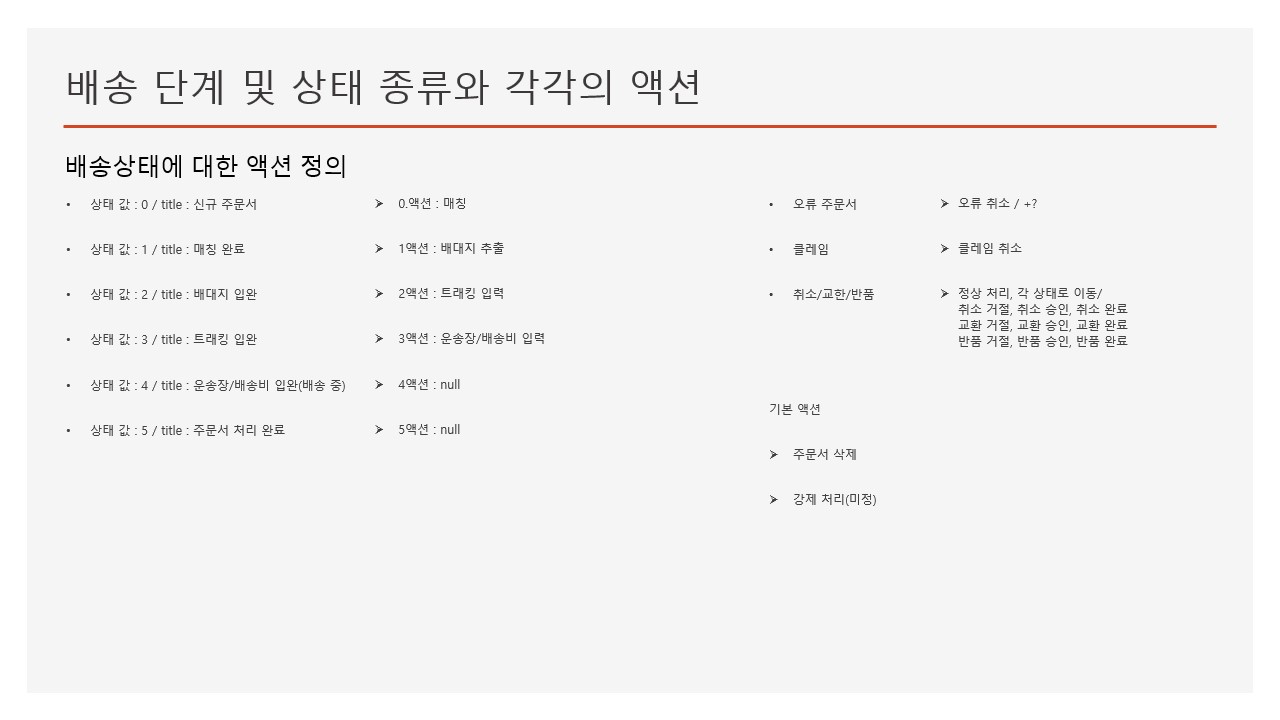 배송 단계 및 상태 종류와 각각의 액션
배송상태에 대한 액션 정의
• 상태 값 : 0 / title : 신규 주문서
➢ 0.액션 : 매칭
• 상태 값 : 1 / title : 매칭 완료
➢ 1액션 : 배대지 추출
• 상태 값 : 2 / title : 배대지 입완
➢ 2액션 : 트래킹 입력
• 상태 값 : 3 / title : 트래킹 입완
➢ 3액션 : 운송장/배송비 입력
• 상태 값 : 4 / title : 운송장/배송비 입완(배송 중)
➢ 4액션 : null
• 상태 값 : 5 / title : 주문서 처리 완료
➢ 5액션 : null
• 오류 주문서
➢ 오류 취소 / +?
• 클레임
➢ 클레임 취소
• 취소/교한/반품
➢ 정상 처리, 각 상태로 이동/
취소 거절, 취소 승인, 취소 완료
교환 거절, 교환 승인, 교환 완료
반품 거절, 반품 승인, 반품 완료
기본 액션
➢ 주문서 삭제
➢ 강제 처리(미정)